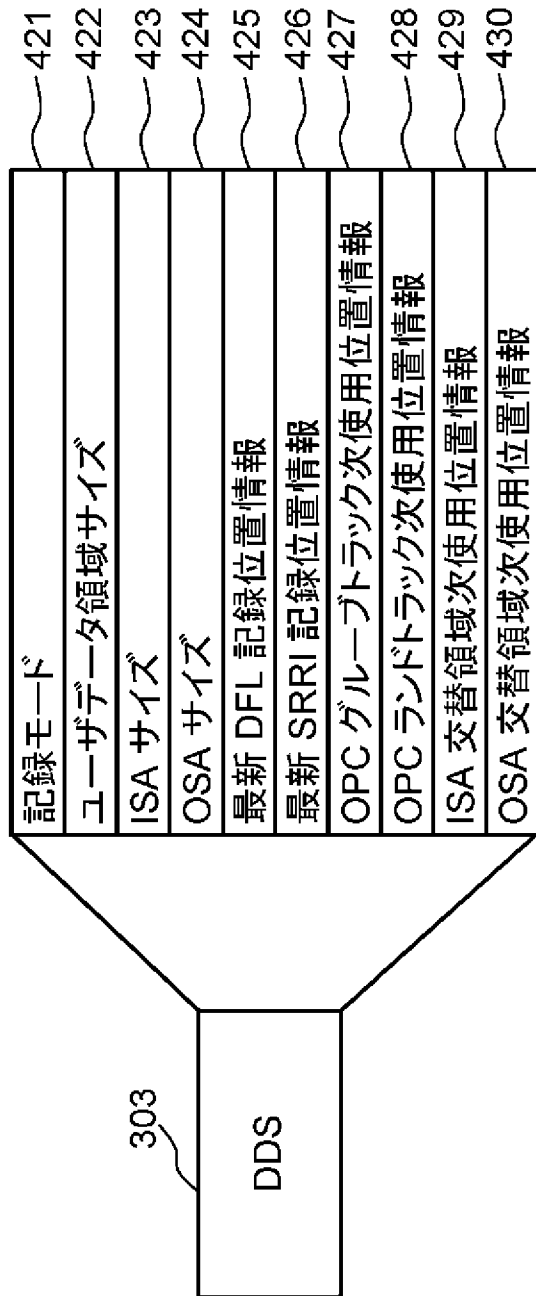 303
DDS
記録モード 421
ユーザデータ領域サイズ 422
ISA サイズ 423
OSA サイズ 424
最新 DFL 記録位置情報 425
最新 SRRI 記録位置情報 426
OPC グルーブトラック次使用位置情報 427
OPC ランドトラック次使用位置情報 428
ISA 交替領域次使用位置情報 429
OSA 交替領域次使用位置情報 430